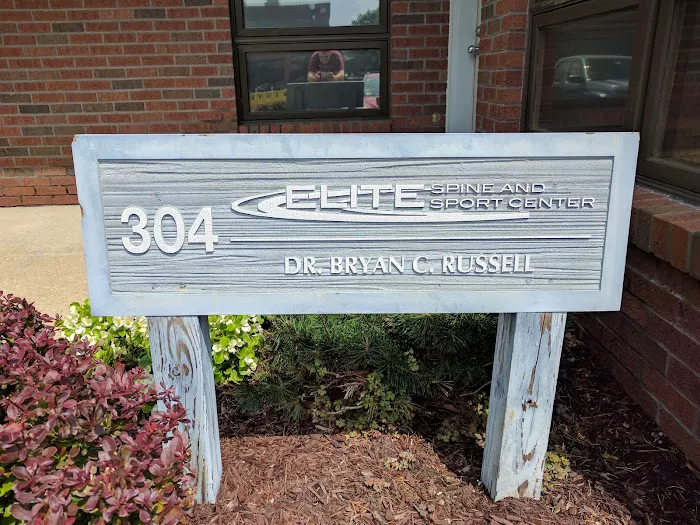 304
ELITE SPINE AND
SPORT CENTER
DR. BRYAN C. RUSSELL